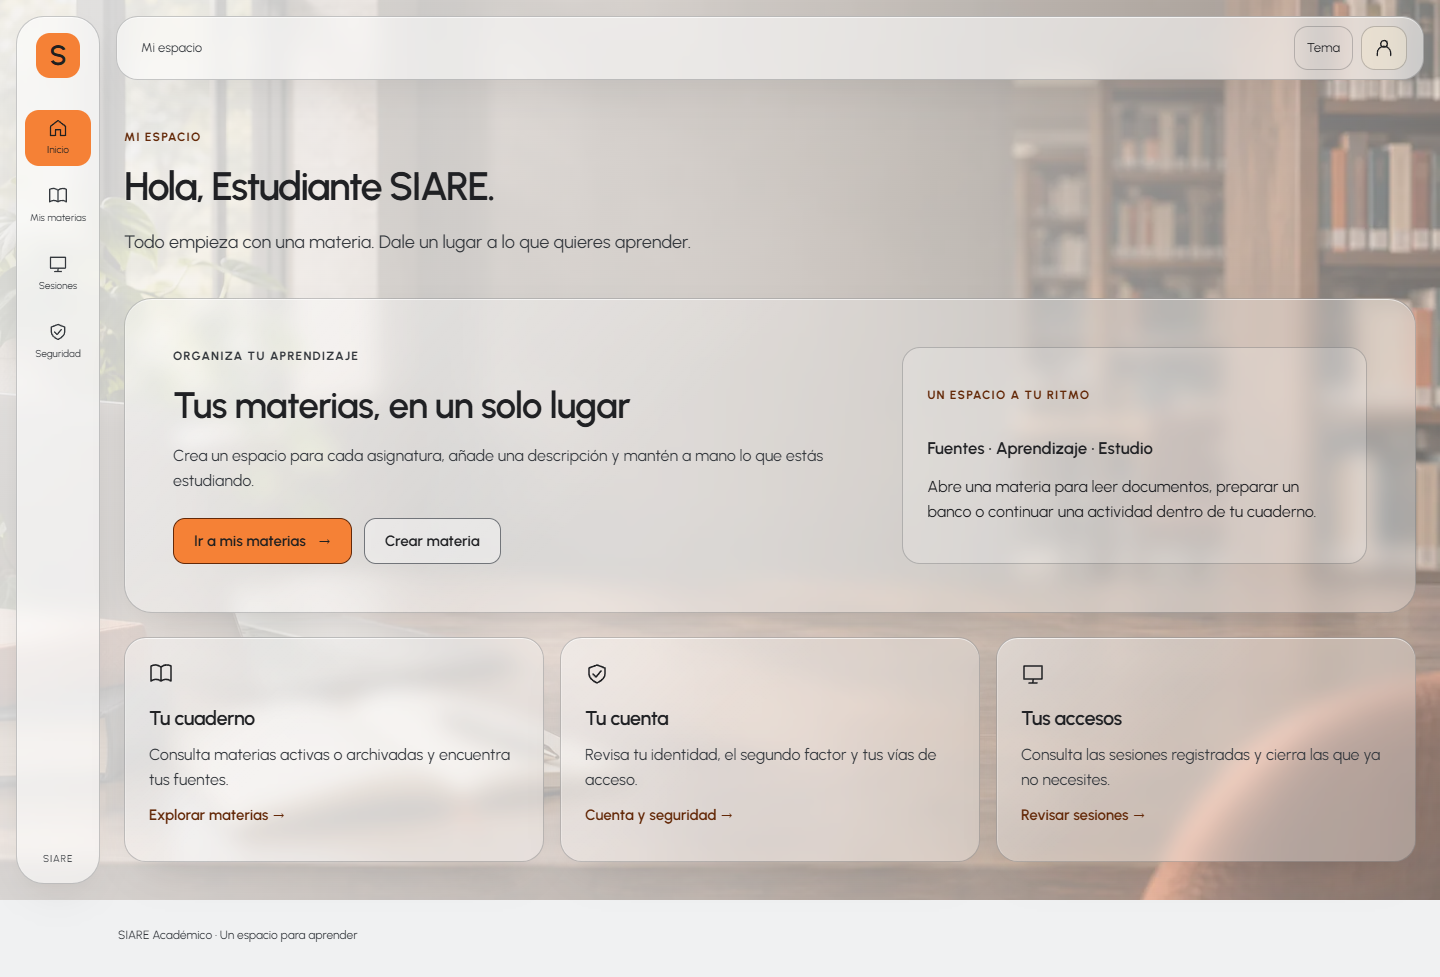 S
Mi espacio
Tema
Inicio
Mis materias
Sesiones
Seguridad
SIARE
MI ESPACIO
Hola, Estudiante SIARE.
Todo empieza con una materia. Dale un lugar a lo que quieres aprender.
ORGANIZA TU APRENDIZAJE
Tus materias, en un solo lugar
Crea un espacio para cada asignatura, añade una descripción y mantén a mano lo que estás
estudiando.
Ir a mis materias →
Crear materia
UN ESPACIO A TU RITMO
Fuentes · Aprendizaje · Estudio
Abre una materia para leer documentos, preparar un
banco o continuar una actividad dentro de tu cuaderno.
Tu cuaderno
Consulta materias activas o archivadas y encuentra
tus fuentes.
Explorar materias →
Tu cuenta
Revisa tu identidad, el segundo factor y tus vías de
acceso.
Cuenta y seguridad →
Tus accesos
Consulta las sesiones registradas y cierra las que ya
no necesites.
Revisar sesiones →
SIARE Académico · Un espacio para aprender